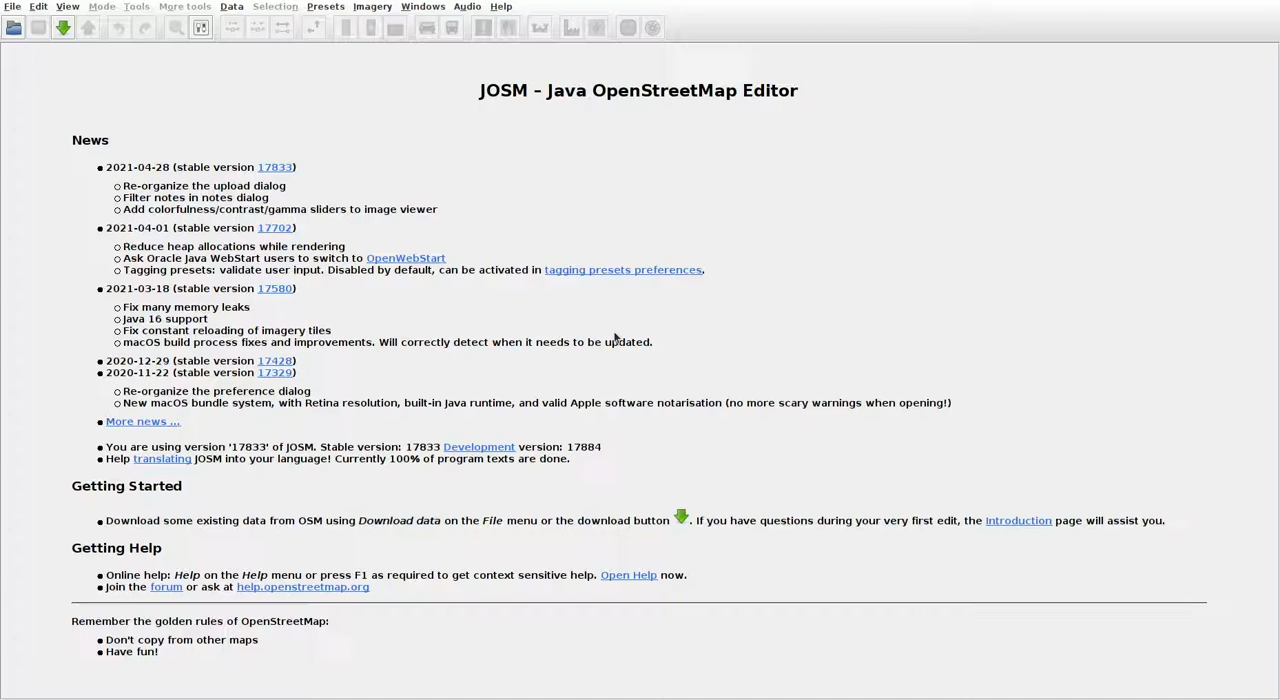 File Edit View Mode Tools More tools Data Selection Presets Imagery Windows Audio Help
JOSM – Java OpenStreetMap Editor
News
2021-04-28 (stable version 17833)
Re-organize the upload dialog
Filter notes in notes dialog
Add colorfulness/contrast/gamma sliders to image viewer
2021-04-01 (stable version 17702)
Reduce heap allocations while rendering
Ask Oracle Java WebStart users to switch to OpenWebStart
Tagging presets: validate user input. Disabled by default, can be activated in tagging presets preferences.
2021-03-18 (stable version 17580)
Fix many memory leaks
Java 16 support
Fix constant reloading of imagery tiles
macOS build process fixes and improvements. Will correctly detect when it needs to be updated.
2020-12-29 (stable version 17428)
2020-11-22 (stable version 17329)
Re-organize the preference dialog
New macOS bundle system, with Retina resolution, built-in Java runtime, and valid Apple software notarisation (no more scary warnings when opening!)
More news ...
You are using version '17833' of JOSM. Stable version: 17833 Development version: 17884
Help translating JOSM into your language! Currently 100% of program texts are done.
Getting Started
Download some existing data from OSM using Download data on the File menu or the download button . If you have questions during your very first edit, the Introduction page will assist you.
Getting Help
Online help: Help on the Help menu or press F1 as required to get context sensitive help. Open Help now.
Join the forum or ask at help.openstreetmap.org
Remember the golden rules of OpenStreetMap:
Don't copy from other maps
Have fun!